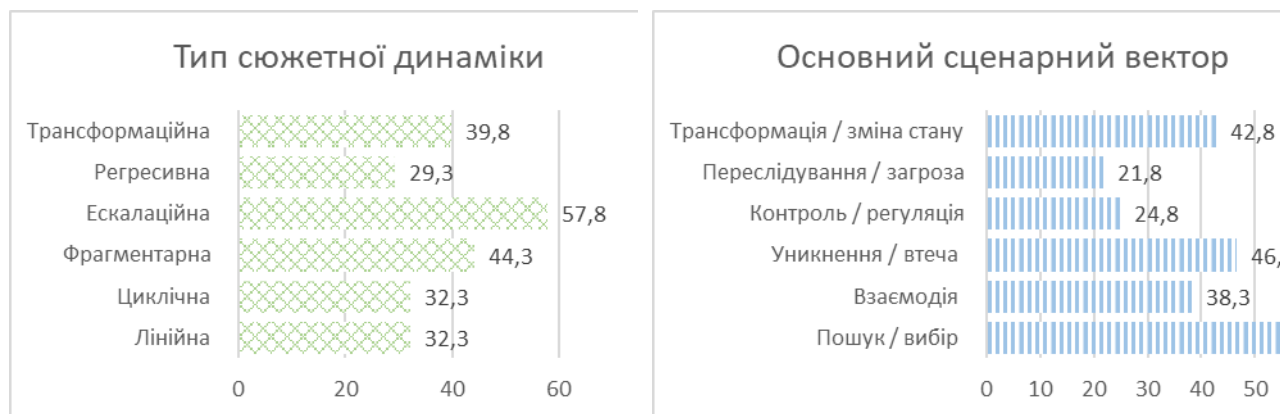 Тип сюжетної динаміки
Трансформаційна 39,8
Регресивна 29,3
Ескалаційна 57,8
Фрагментарна 44,3
Циклічна 32,3
Лінійна 32,3
0 20 40 60
Основний сценарний вектор
Трансформація / зміна стану 42,8
Переслідування / загроза 21,8
Контроль / регуляція 24,8
Уникнення / втеча 46,
Взаємодія 38,3
Пошук / вибір
0 10 20 30 40 50